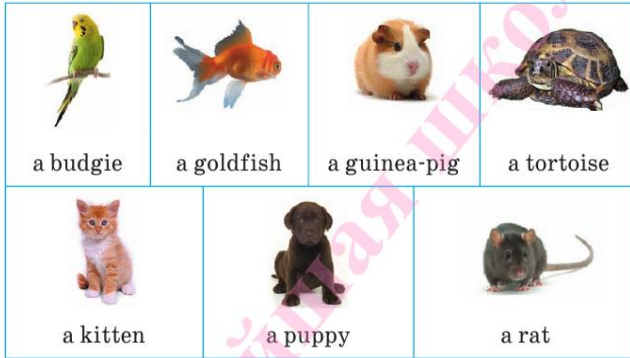 a budgie
a goldfish
a guinea-pig
a tortoise
a kitten
a puppy
a rat